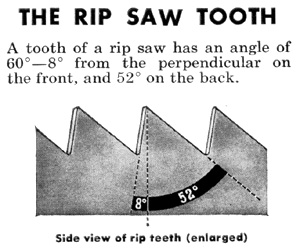 THE RIP SAW TOOTH
A tooth of a rip saw has an angle of
60°—8° from the perpendicular on
the front, and 52° on the back.
8° 52°
Side view of rip teeth (enlarged)